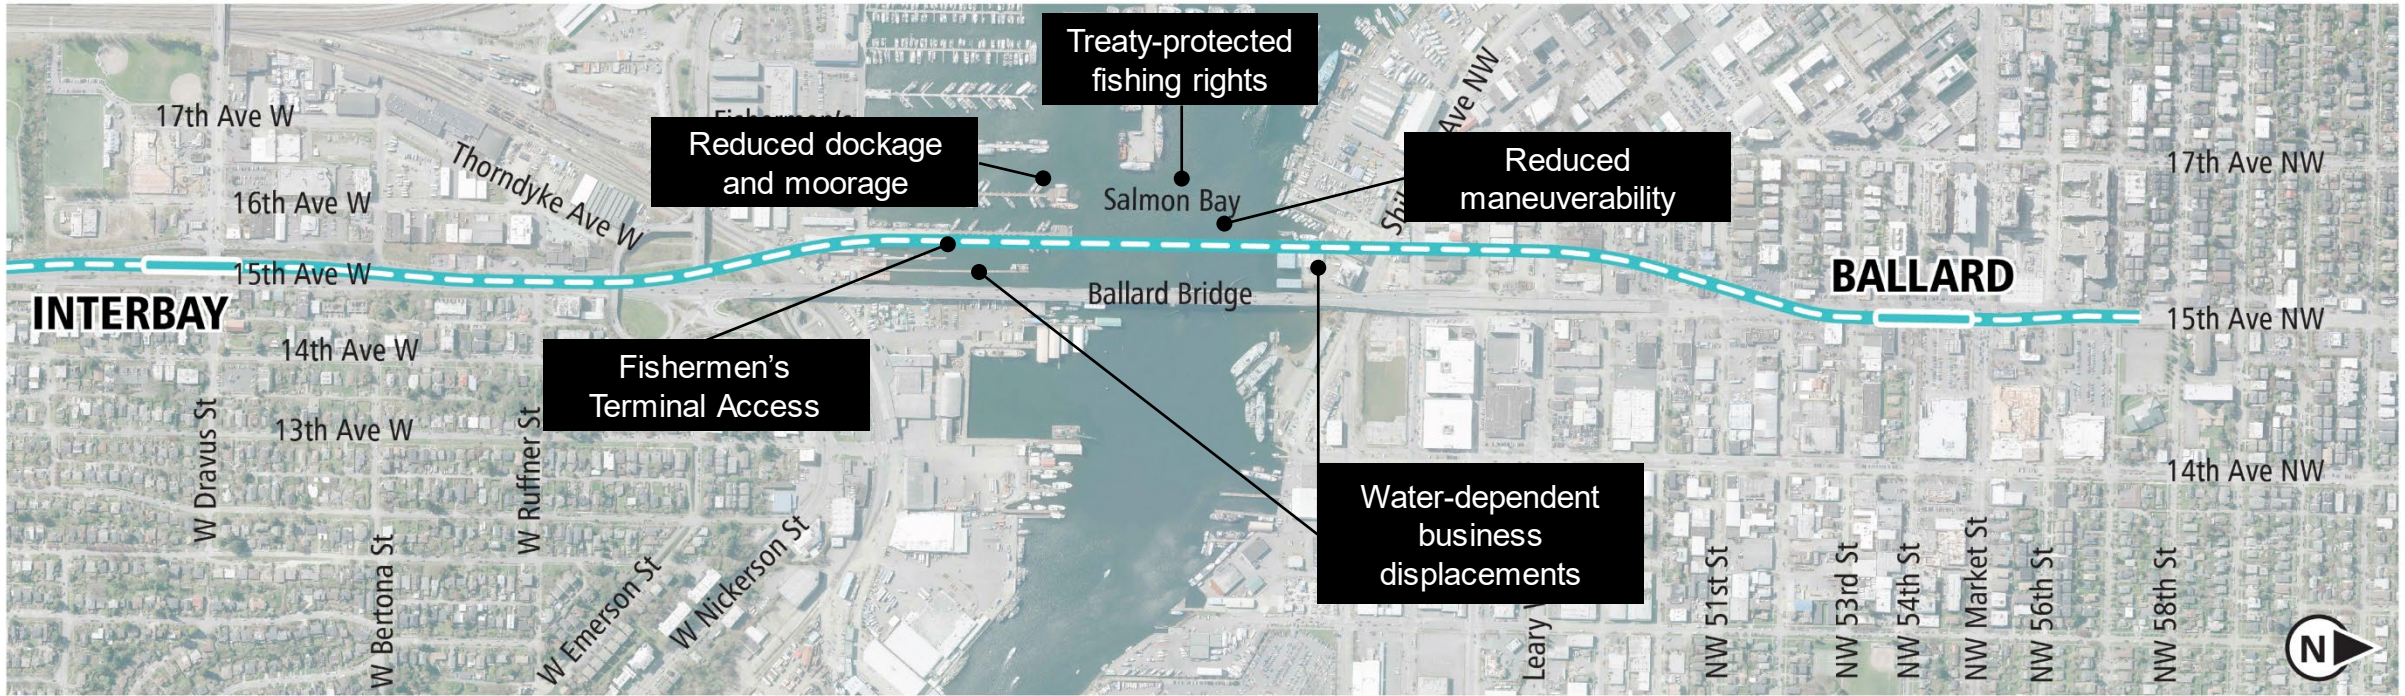 Treaty-protected
fishing rights
17th Ave W
Reduced dockage
and moorage
Reduced
maneuverability
Ave NW
17th Ave NW
Thorndyke Ave W
16th Ave W
Salmon Bay
15th Ave W
INTERBAY
Ballard Bridge
BALLARD
15th Ave NW
14th Ave W
Fishermen’s
Terminal Access
13th Ave W
W Dravus St
W Ruffner St
W Bertona St
W Emerson St
W Nickerson St
Water-dependent
business
displacements
14th Ave NW
Leary
NW 51st St
NW 53rd St
NW 54th St
NW Market St
NW 56th St
NW 58th St
N